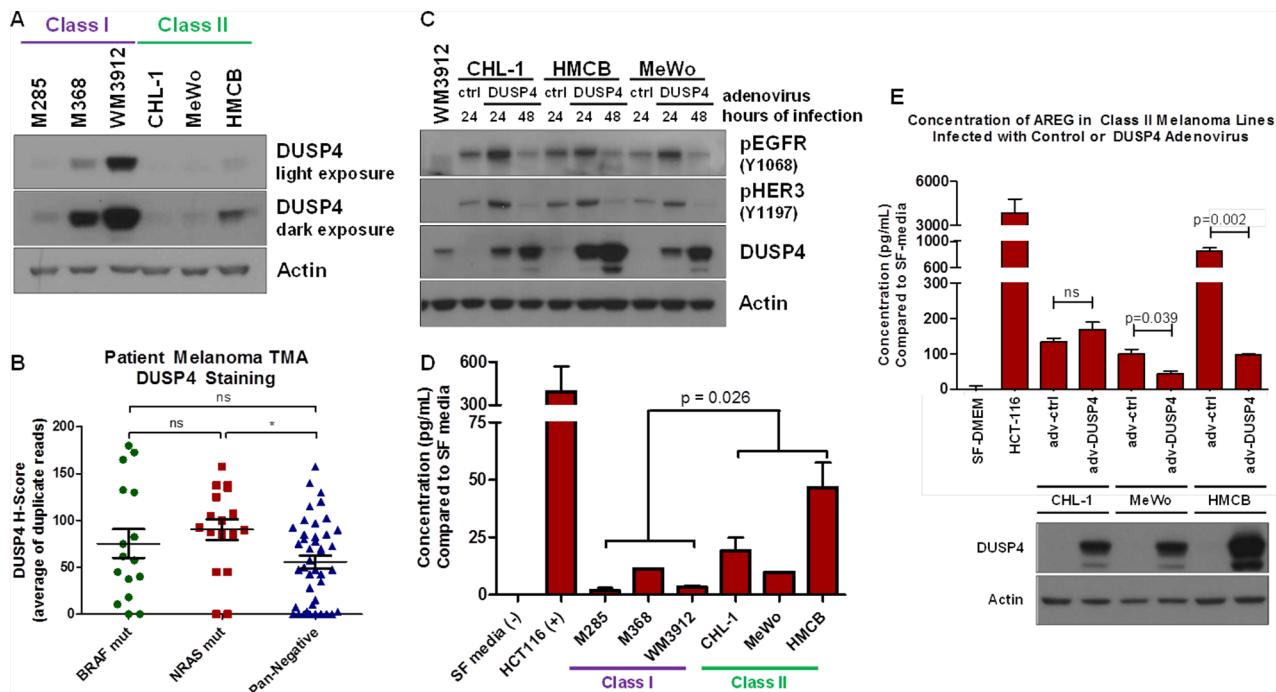 A
Class I Class II
M285 M368 WM3912 CHL-1 MeWo HMCB
DUSP4
light exposure
DUSP4
dark exposure
Actin
B
Patient Melanoma TMA
DUSP4 Staining
ns
ns *
DUSP4 H-Score
(average of duplicate reads)
200
150
100
50
0
BRAF mut NRAS mut Pan-Negative
C
WM3912
CHL-1 HMCB MeWo
ctrl DUSP4 ctrl DUSP4 ctrl DUSP4 adenovirus
24 24 48 24 24 48 24 24 48 hours of infection
pEGFR
(Y1068)
pHER3
(Y1197)
DUSP4
Actin
D
Concentration (pg/mL)
Compared to SF media
600
300
75
50
25
0
p = 0.026
SF media (-) HCT116 (+) M285 M368 WM3912 CHL-1 MeWo HMCB
Class I Class II
E
Concentration of AREG in Class II Melanoma Lines
Infected with Control or DUSP4 Adenovirus
Concentration (pg/mL)
Compared to SF-media
6000
3000
1000
600
300
200
100
0
ns
p=0.039
p=0.002
SF-DMEM HCT-116 adv-ctrl adv-DUSP4 adv-ctrl adv-DUSP4 adv-ctrl adv-DUSP4
CHL-1 MeWo HMCB
DUSP4
Actin